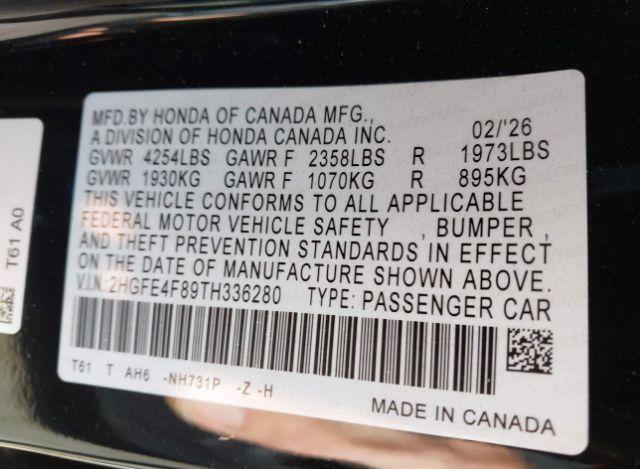 MFD.BY HONDA OF CANADA MFG.,
A DIVISION OF HONDA CANADA INC. 02/'26
GVWR 4254LBS GAWR F 2358LBS R 1973LBS
GVWR 1930KG GAWR F 1070KG R 895KG
THIS VEHICLE CONFORMS TO ALL APPLICABLE
FEDERAL MOTOR VEHICLE SAFETY , BUMPER ,
AND THEFT PREVENTION STANDARDS IN EFFECT
ON THE DATE OF MANUFACTURE SHOWN ABOVE.
V.I.N:2HGFE4F89TH336280 TYPE: PASSENGER CAR
T61 T AH6 -NH731P -Z -H
MADE IN CANADA
T61 A0